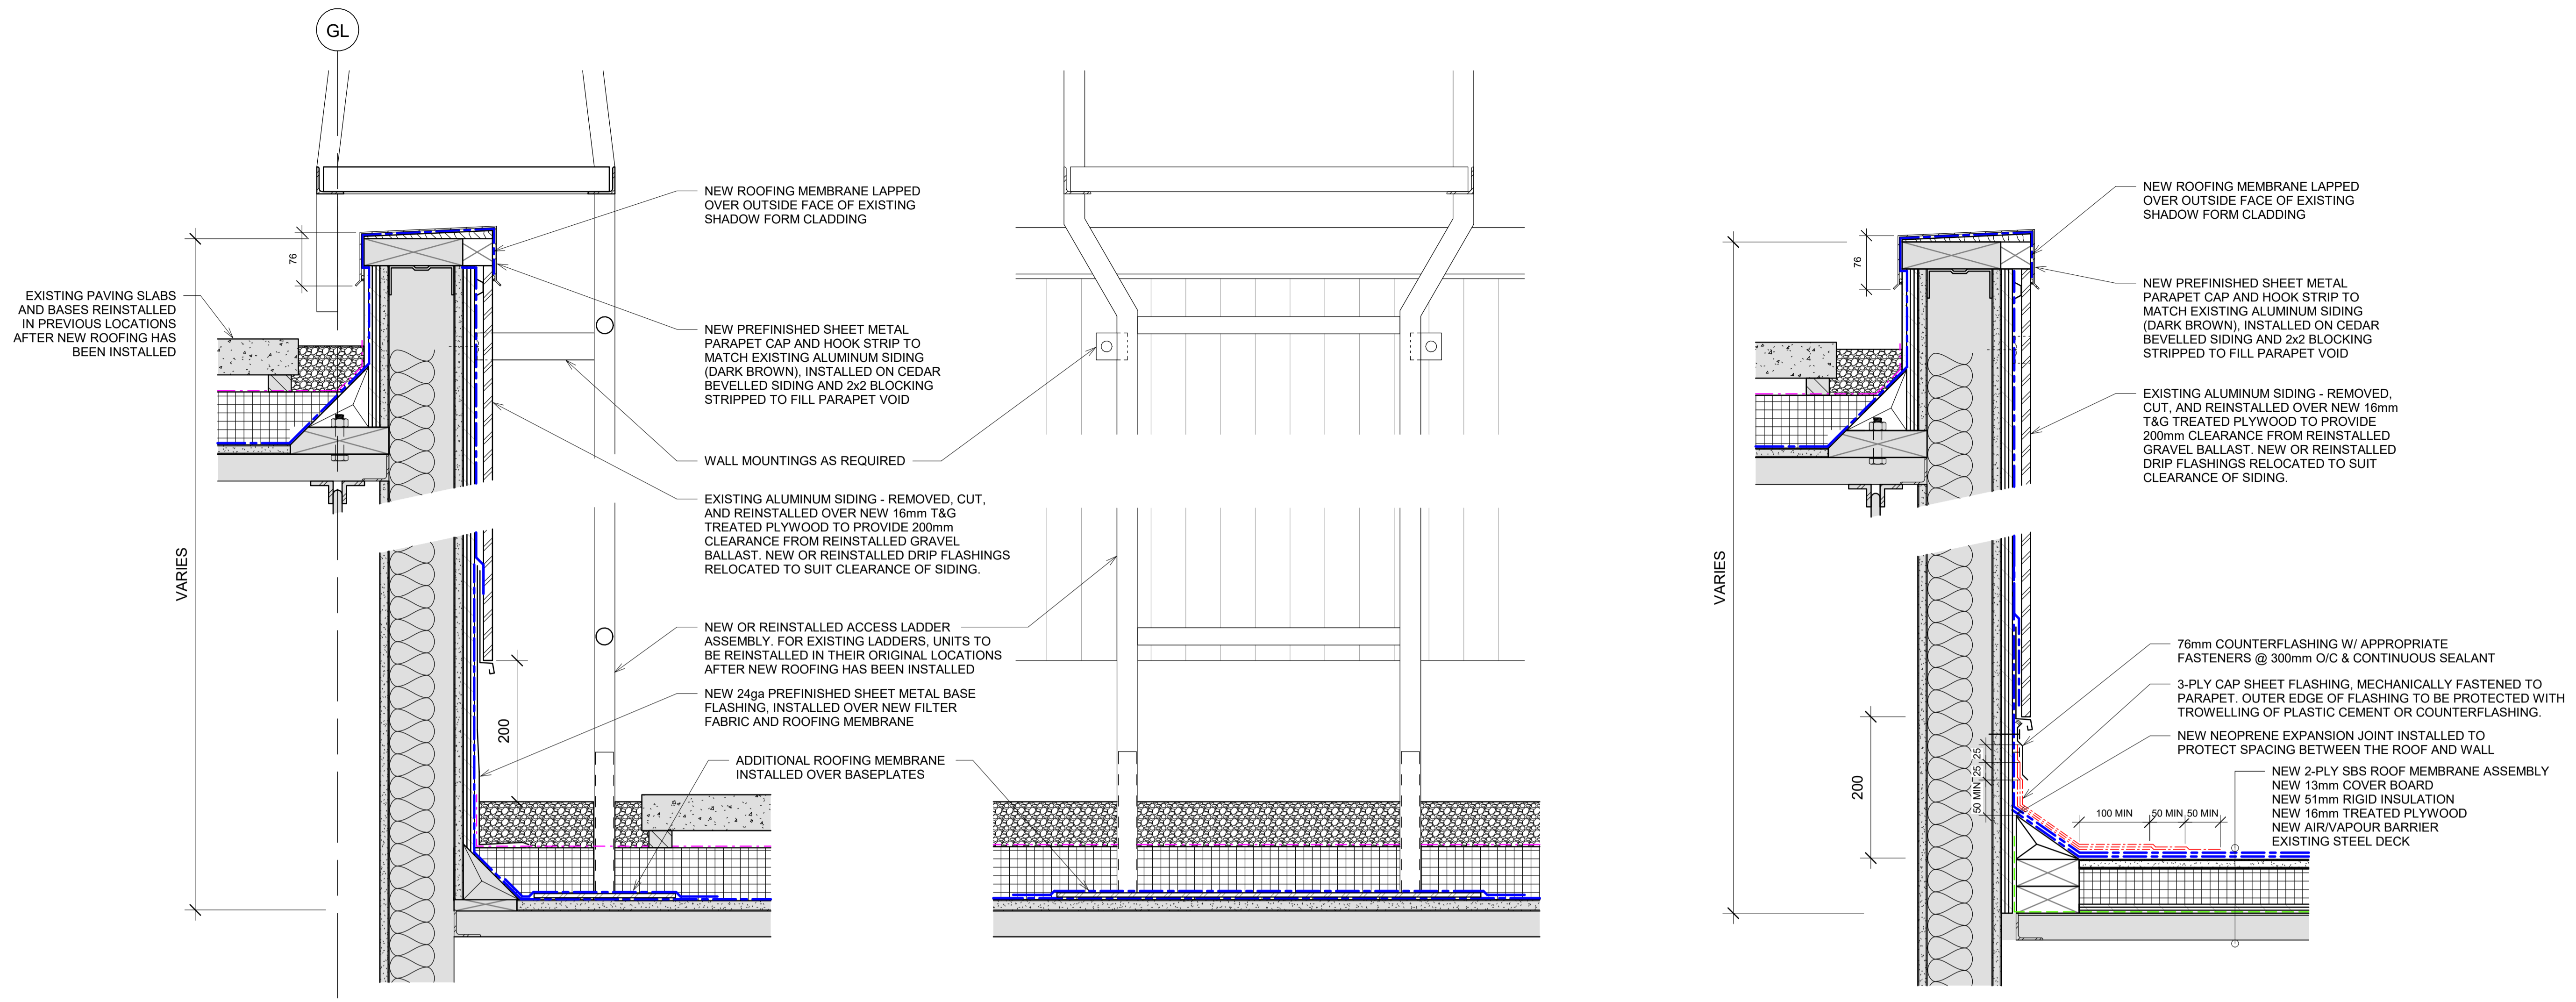 GL
76
EXISTING PAVING SLABS
AND BASES REINSTALLED
IN PREVIOUS LOCATIONS
AFTER NEW ROOFING HAS
BEEN INSTALLED
VARIES
NEW ROOFING MEMBRANE LAPPED
OVER OUTSIDE FACE OF EXISTING
SHADOW FORM CLADDING
NEW PREFINISHED SHEET METAL
PARAPET CAP AND HOOK STRIP TO
MATCH EXISTING ALUMINUM SIDING
(DARK BROWN), INSTALLED ON CEDAR
BEVELLED SIDING AND 2x2 BLOCKING
STRIPPED TO FILL PARAPET VOID
WALL MOUNTINGS AS REQUIRED
EXISTING ALUMINUM SIDING - REMOVED, CUT,
AND REINSTALLED OVER NEW 16mm T&G
TREATED PLYWOOD TO PROVIDE 200mm
CLEARANCE FROM REINSTALLED GRAVEL
BALLAST. NEW OR REINSTALLED DRIP FLASHINGS
RELOCATED TO SUIT CLEARANCE OF SIDING.
NEW OR REINSTALLED ACCESS LADDER
ASSEMBLY. FOR EXISTING LADDERS, UNITS TO
BE REINSTALLED IN THEIR ORIGINAL LOCATIONS
AFTER NEW ROOFING HAS BEEN INSTALLED
NEW 24ga PREFINISHED SHEET METAL BASE
FLASHING, INSTALLED OVER NEW FILTER
FABRIC AND ROOFING MEMBRANE
200
ADDITIONAL ROOFING MEMBRANE
INSTALLED OVER BASEPLATES
76
VARIES
NEW ROOFING MEMBRANE LAPPED
OVER OUTSIDE FACE OF EXISTING
SHADOW FORM CLADDING
NEW PREFINISHED SHEET METAL
PARAPET CAP AND HOOK STRIP TO
MATCH EXISTING ALUMINUM SIDING
(DARK BROWN), INSTALLED ON CEDAR
BEVELLED SIDING AND 2x2 BLOCKING
STRIPPED TO FILL PARAPET VOID
EXISTING ALUMINUM SIDING - REMOVED,
CUT, AND REINSTALLED OVER NEW 16mm
T&G TREATED PLYWOOD TO PROVIDE
200mm CLEARANCE FROM REINSTALLED
GRAVEL BALLAST. NEW OR REINSTALLED
DRIP FLASHINGS RELOCATED TO SUIT
CLEARANCE OF SIDING.
76mm COUNTERFLASHING W/ APPROPRIATE
FASTENERS @ 300mm O/C & CONTINUOUS SEALANT
3-PLY CAP SHEET FLASHING, MECHANICALLY FASTENED TO
PARAPET. OUTER EDGE OF FLASHING TO BE PROTECTED WITH
TROWELLING OF PLASTIC CEMENT OR COUNTERFLASHING.
NEW NEOPRENE EXPANSION JOINT INSTALLED TO
PROTECT SPACING BETWEEN THE ROOF AND WALL
NEW 2-PLY SBS ROOF MEMBRANE ASSEMBLY
NEW 13mm COVER BOARD
NEW 51mm RIGID INSULATION
NEW 16mm TREATED PLYWOOD
NEW AIR/VAPOUR BARRIER
EXISTING STEEL DECK
200
50 MIN 25 25
100 MIN 50 MIN 50 MIN